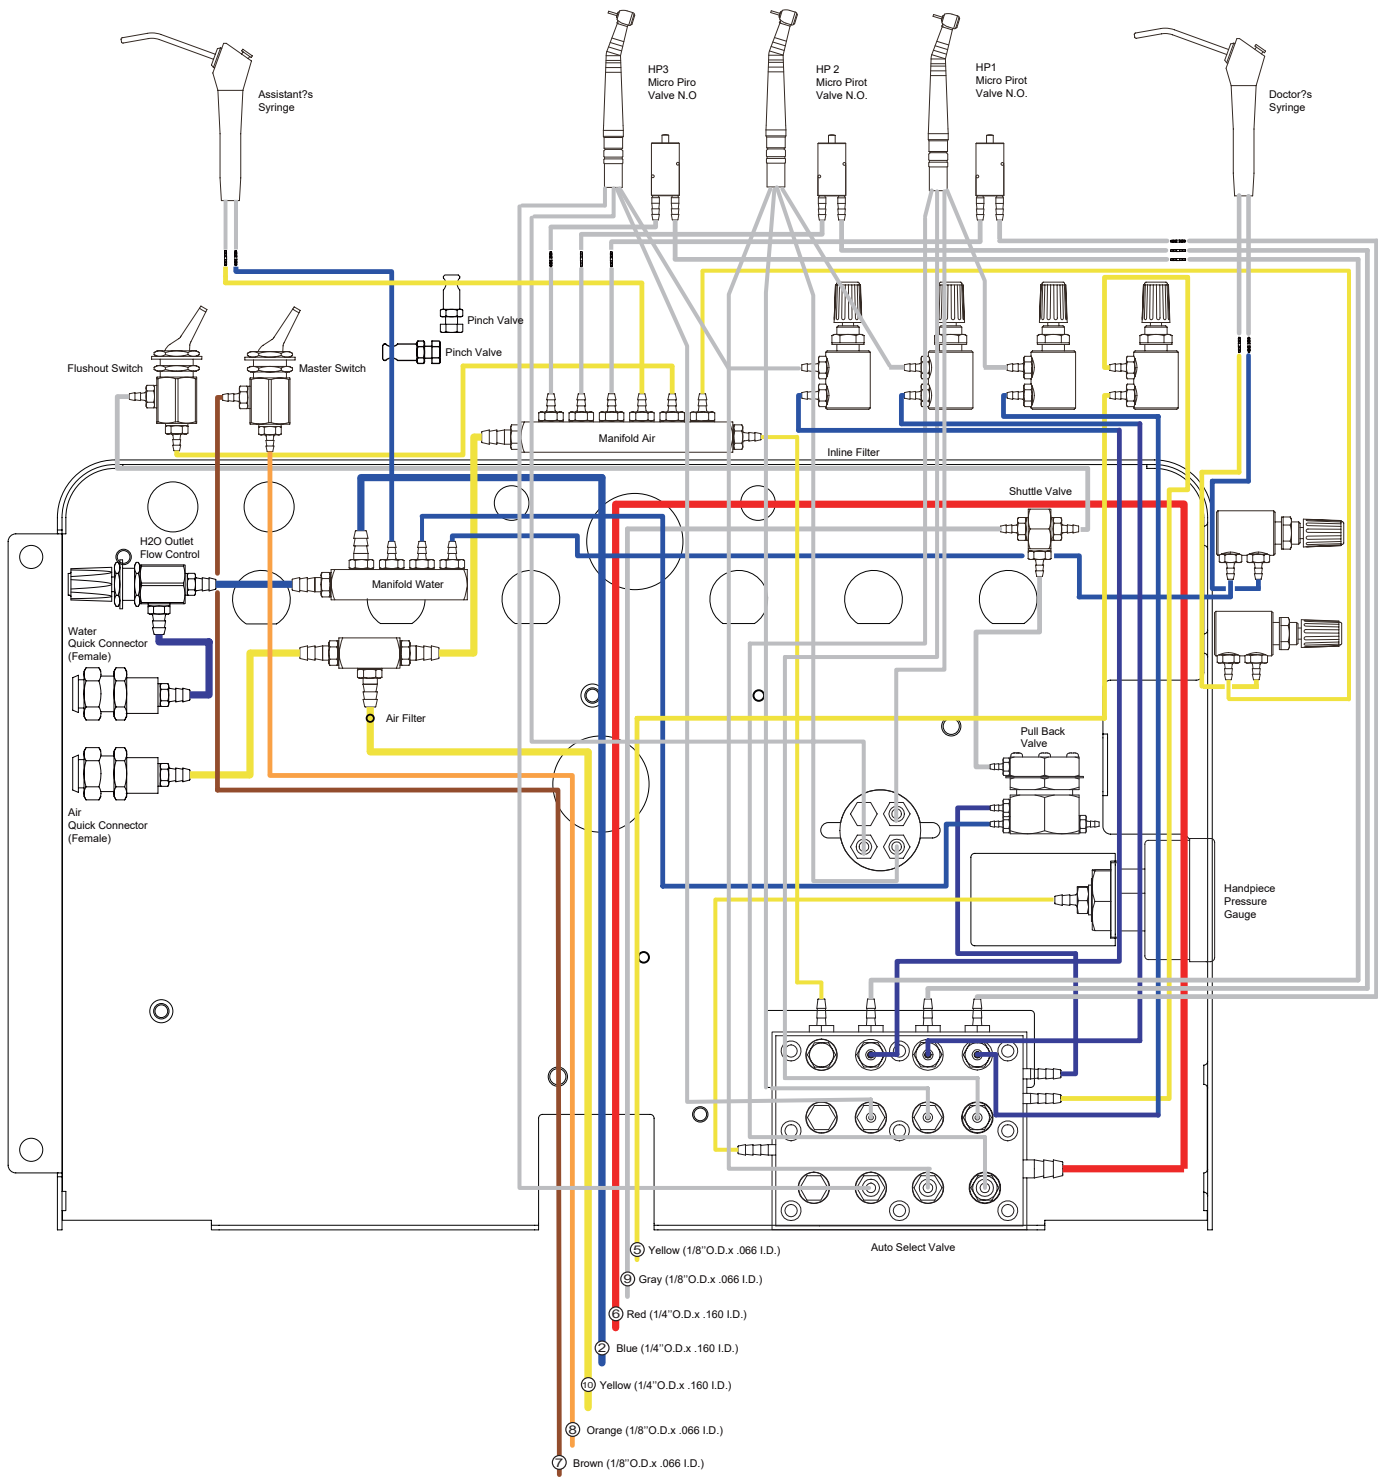 HP3
Micro Piro
Valve N.O
HP 2
Micro Pirot
Valve N.O.
HP1
Micro Pirot
Valve N.O.
Assistant?s
Syringe
Doctor?s
Syringe
Pinch Valve
Pinch Valve
Flushout Switch
Master Switch
Manifold Air
Inline Filter
Shuttle Valve
H2O Outlet
Flow Control
Manifold Water
Water
Quick Connector
(Female)
Air Filter
Pull Back
Valve
Air
Quick Connector
(Female)
Handpiece
Pressure
Gauge
Auto Select Valve
5 Yellow (1/8"O.D.x .066 I.D.)
9 Gray (1/8"O.D.x .066 I.D.)
6 Red (1/4"O.D.x .160 I.D.)
2 Blue (1/4"O.D.x .160 I.D.)
10 Yellow (1/4"O.D.x .160 I.D.)
8 Orange (1/8"O.D.x .066 I.D.)
7 Brown (1/8"O.D.x .066 I.D.)